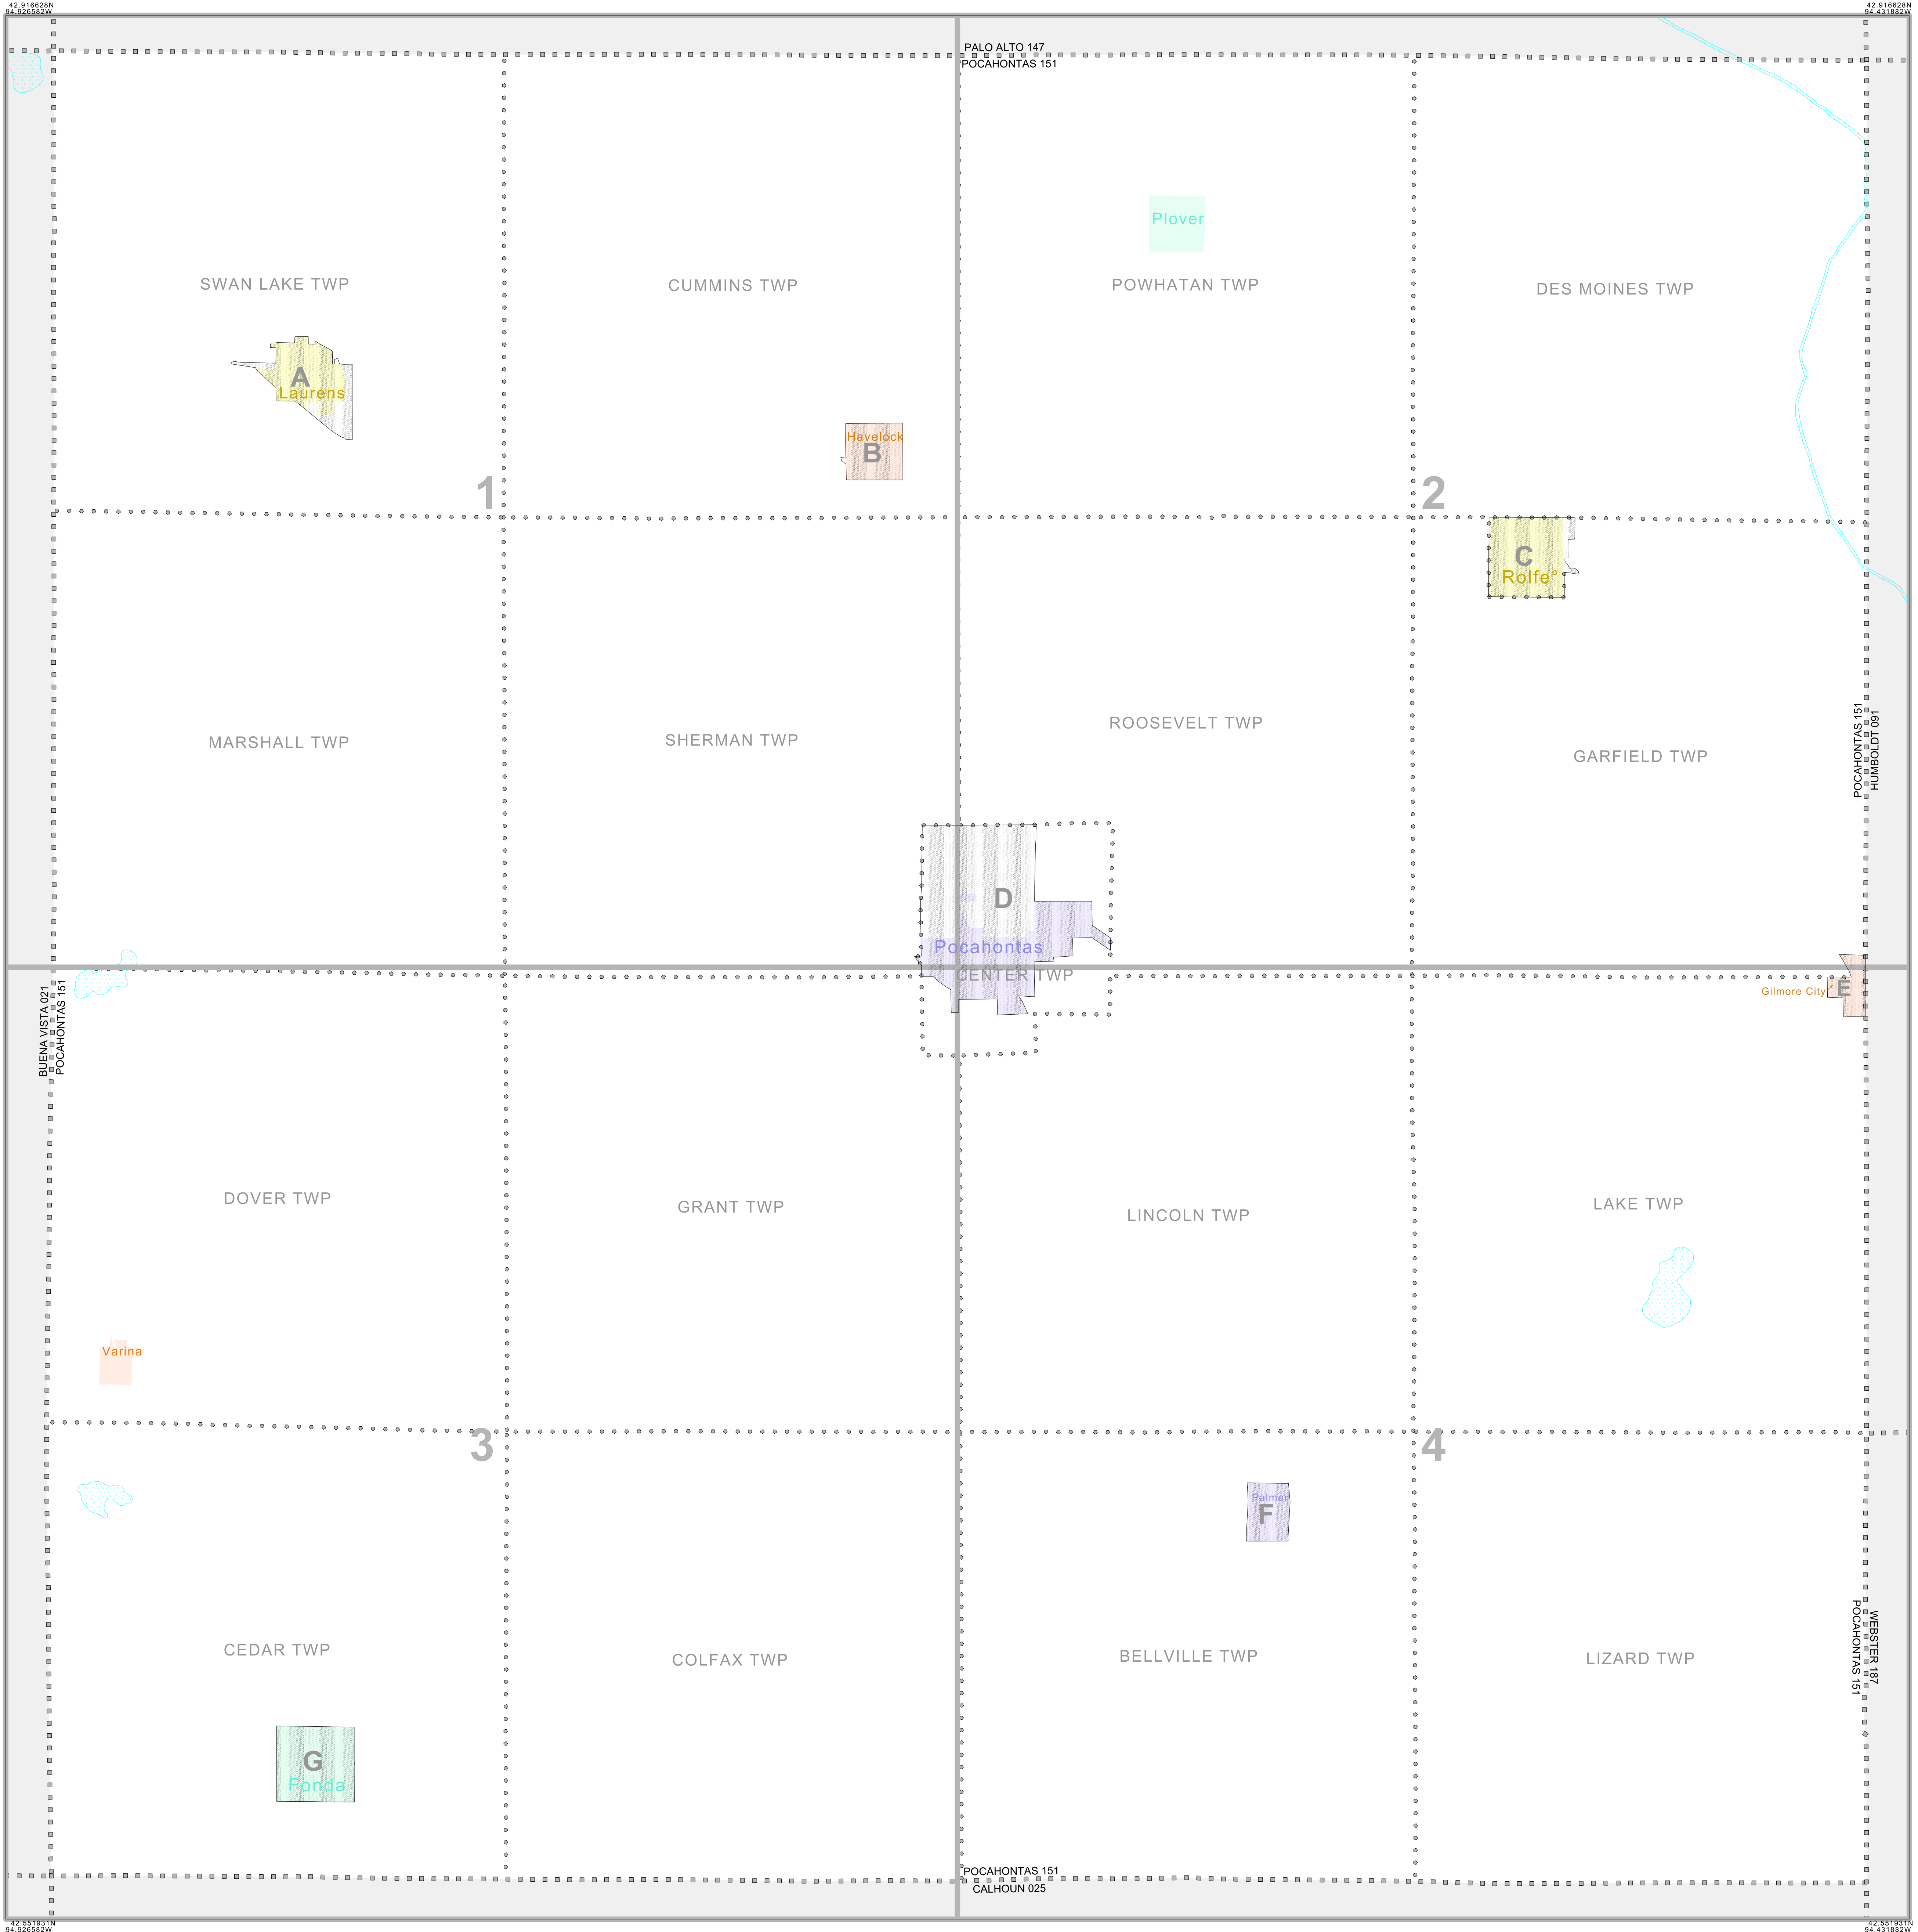 42.916628N
94.926582W
42.916628N
94.431882W
PALO ALTO 147
POCAHONTAS 151
Plover
SWAN LAKE TWP
CUMMINS TWP
POWHATAN TWP
DES MOINES TWP
A
Laurens
Havelock
B
1
2
C
Rolfe°
MARSHALL TWP
SHERMAN TWP
ROOSEVELT TWP
GARFIELD TWP
POCAHONTAS 151
HUMBOLDT 091
D
Pocahontas
CENTER TWP
BUENA VISTA 021
POCAHONTAS 151
Gilmore City
E
DOVER TWP
GRANT TWP
LINCOLN TWP
LAKE TWP
Varina
3
4
Palmer
F
CEDAR TWP
COLFAX TWP
BELLVILLE TWP
LIZARD TWP
POCAHONTAS 151
WEBSTER 187
G
Fonda
POCAHONTAS 151
CALHOUN 025
42.551931N
94.926582W
42.551931N
94.431882W